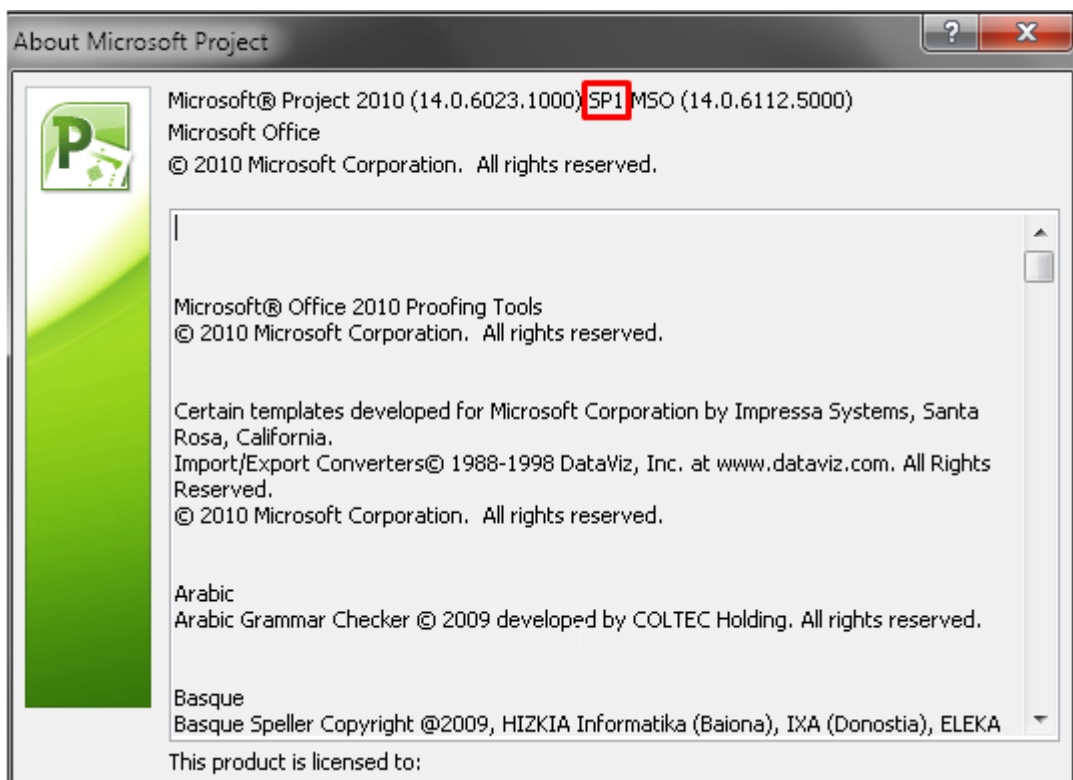 About Microsoft Project
?
X
Microsoft® Project 2010 (14.0.6023.1000) SP1 MSO (14.0.6112.5000)
Microsoft Office
© 2010 Microsoft Corporation. All rights reserved.
P
Microsoft® Office 2010 Proofing Tools
© 2010 Microsoft Corporation. All rights reserved.
Certain templates developed for Microsoft Corporation by Impressa Systems, Santa
Rosa, California.
Import/Export Converters© 1988-1998 DataViz, Inc. at www.dataviz.com. All Rights
Reserved.
© 2010 Microsoft Corporation. All rights reserved.
Arabic
Arabic Grammar Checker © 2009 developed by COLTEC Holding. All rights reserved.
Basque
Basque Speller Copyright @2009, HIZKIA Informatika (Baiona), IXA (Donostia), ELEKA
This product is licensed to: